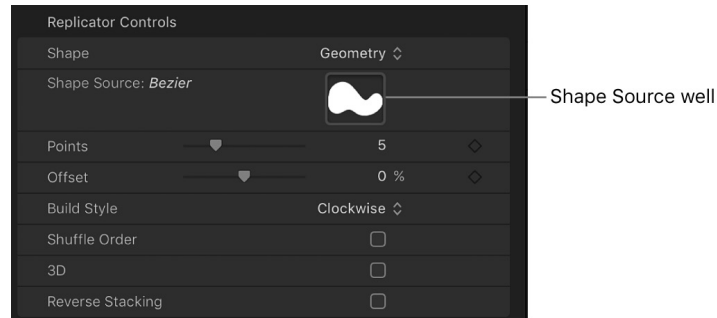 Replicator Controls
Shape Geometry
Shape Source: Bezier
Shape Source well
Points 5
Offset 0 %
Build Style Clockwise
Shuffle Order
3D
Reverse Stacking